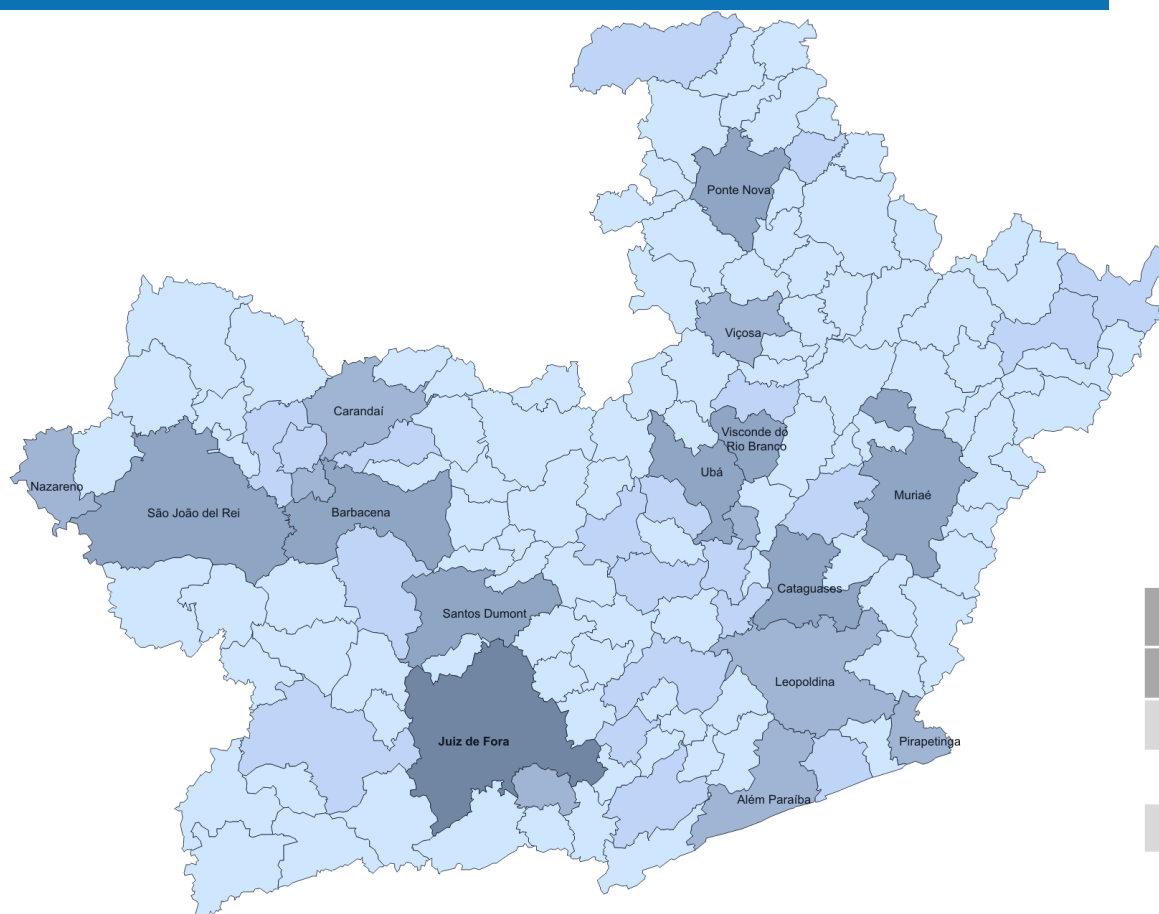 Ponte Nova
Viçosa
Carandaí
Visconde do
Rio Branco
Ubá
Nazareno
Muriaé
São João del Rei
Barbacena
Cataguases
Santos Dumont
Leopoldina
Juiz de Fora
Pirapetinga
Além Paraíba